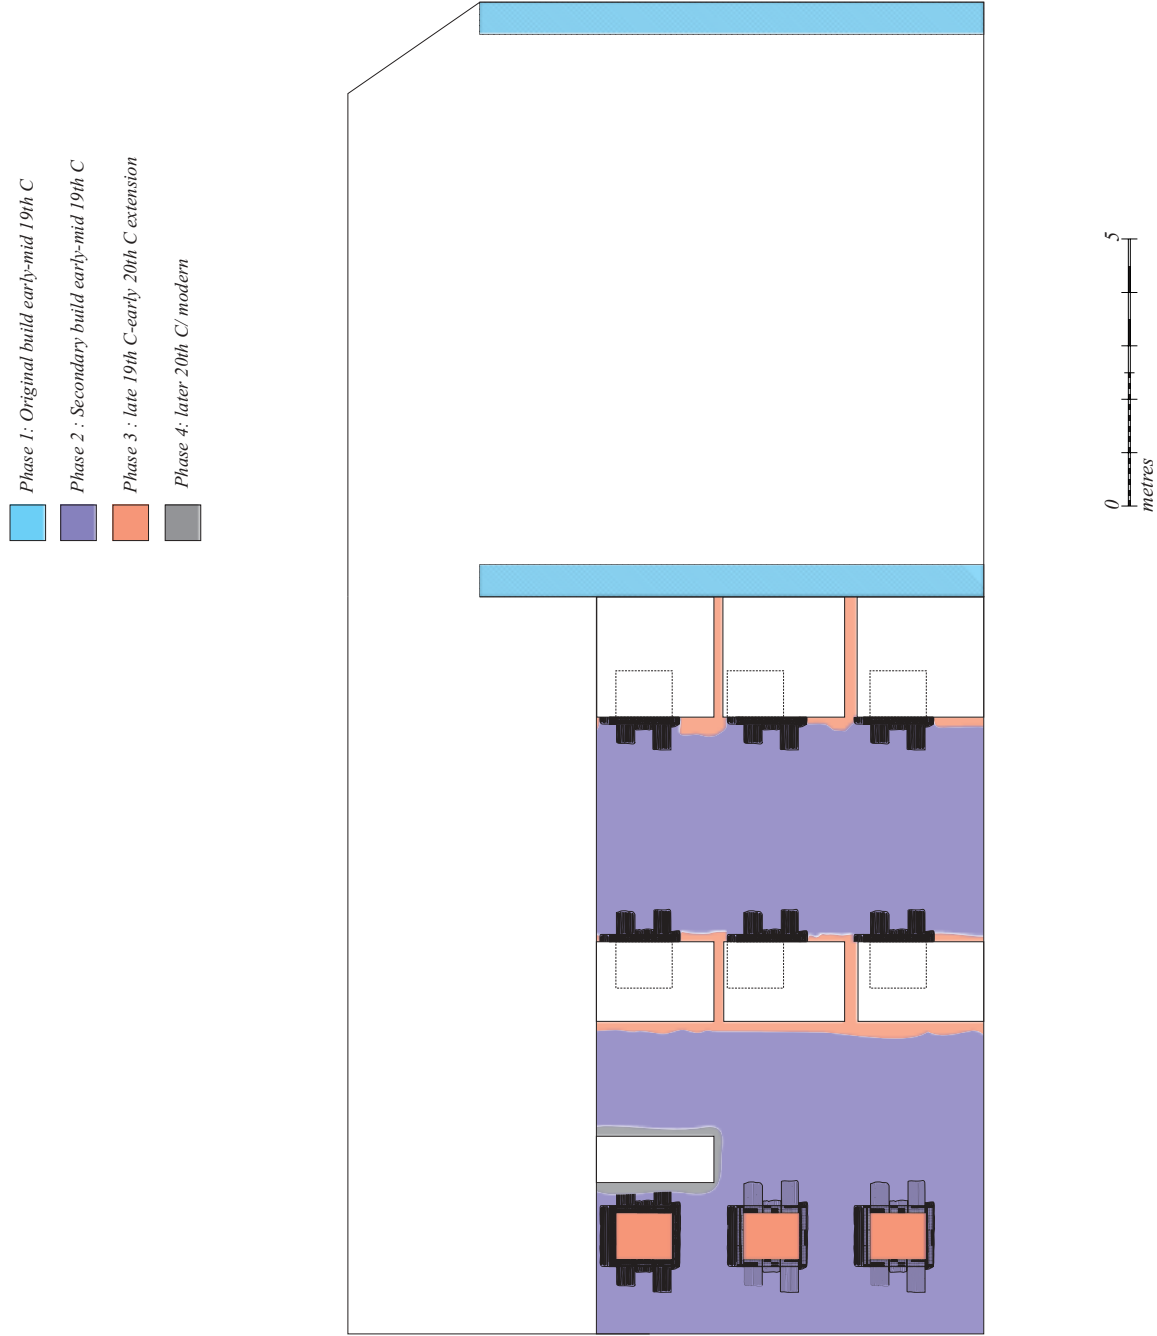 Phase 1: Original build early-mid 19th C
Phase 2 : Secondary build early-mid 19th C
Phase 3 : late 19th C-early 20th C extension
Phase 4: later 20th C/ modern
0 5
metres